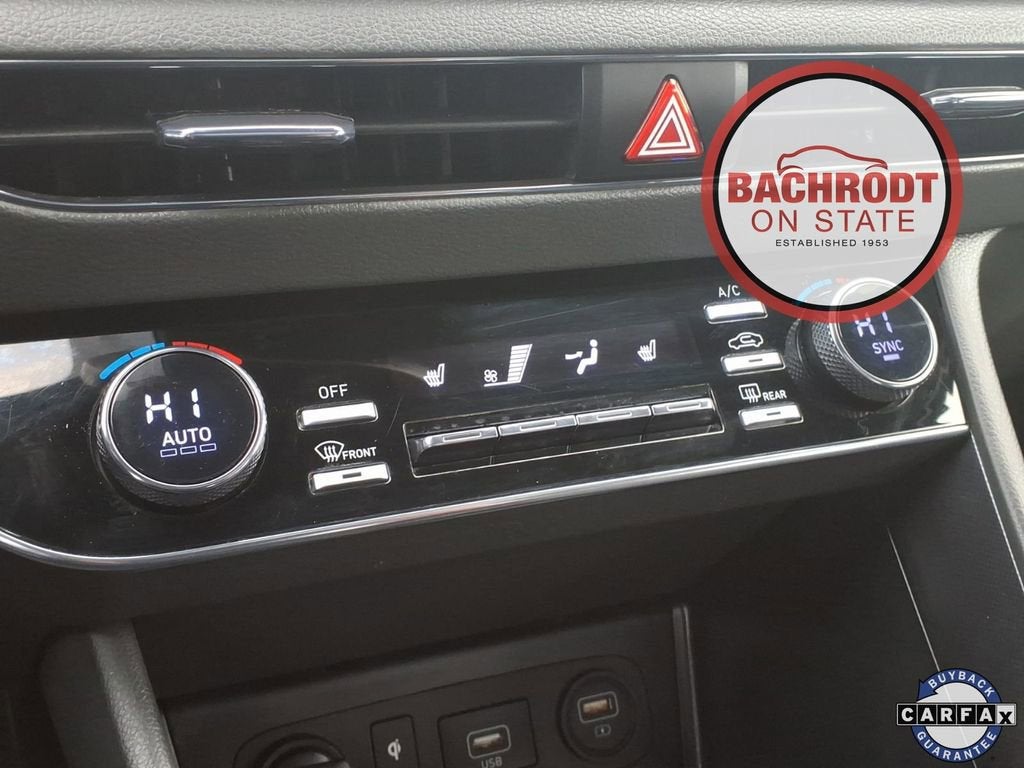 BACHRODT
ON STATE
ESTABLISHED 1953
A/C
HI
SYNC
HI
AUTO
OFF
FRONT
REAR
USB
BUYBACK
CARFAX
GUARANTEE